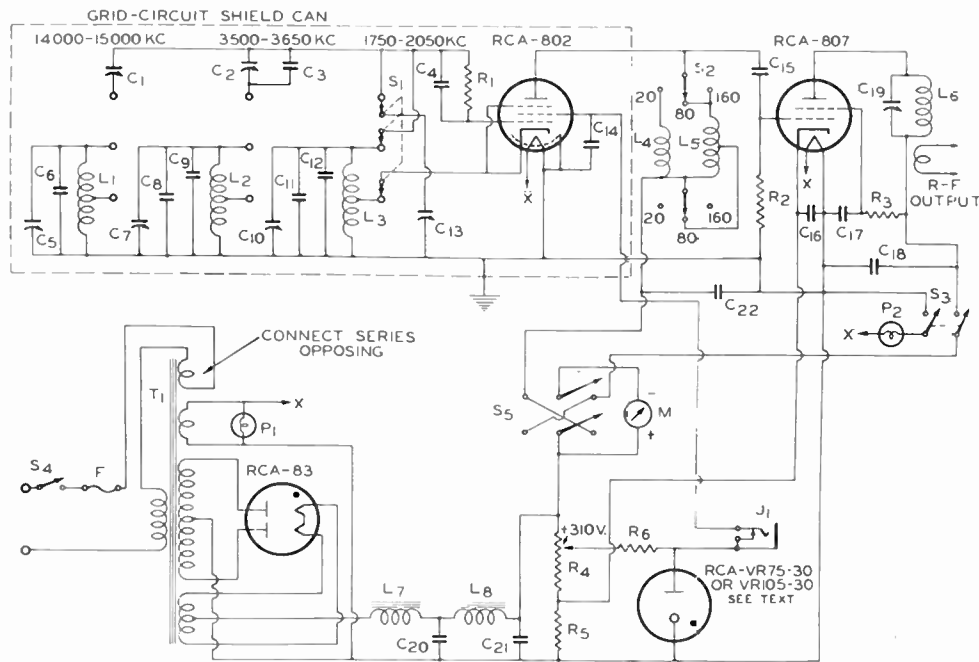 GRID-CIRCUIT SHIELD CAN
14000-15000 KC
3500-3650 KC
1750-2050 KC
RCA-802
RCA-807
C1
C2
C3
C4
R1
S1
C14
S2
20
160
80
L4
L5
20
160
80
C15
R2
C19
L6
R-F
OUTPUT
X
X
R3
C16
C17
C18
C6
C5
L1
C8
C7
C9
L2
C11
C10
C12
L3
C13
C22
P2
S3
X
CONNECT SERIES
OPPOSING
T1
X
P1
S4
F
RCA-83
S5
-
M
+
+310V.
R4
R5
R6
J1
RCA-VR75-30
OR VR105-30
SEE TEXT
L7
L8
C20
C21